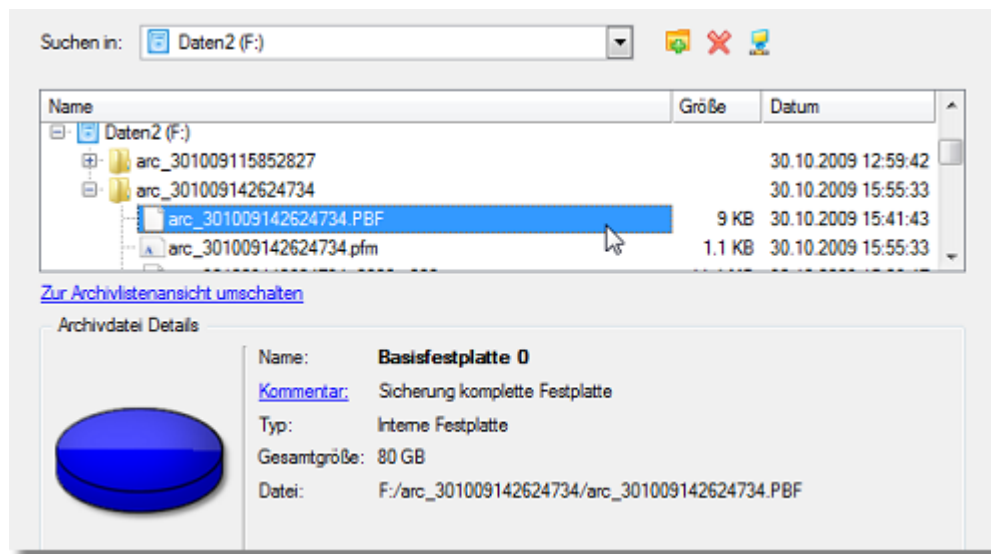 Suchen in: Daten2 (F:)
Name Größe Datum
Daten2 (F:)
arc_301009115852827 30.10.2009 12:59:42
arc_301009142624734 30.10.2009 15:55:33
arc_301009142624734.PBF 9 KB 30.10.2009 15:41:43
arc_301009142624734.pfm 1.1 KB 30.10.2009 15:55:33
Zur Archivlistenansicht umschalten
Archivdatei Details
Name: Basisfestplatte 0
Kommentar: Sicherung komplette Festplatte
Typ: Interne Festplatte
Gesamtgröße: 80 GB
Datei: F:/arc_301009142624734/arc_301009142624734.PBF